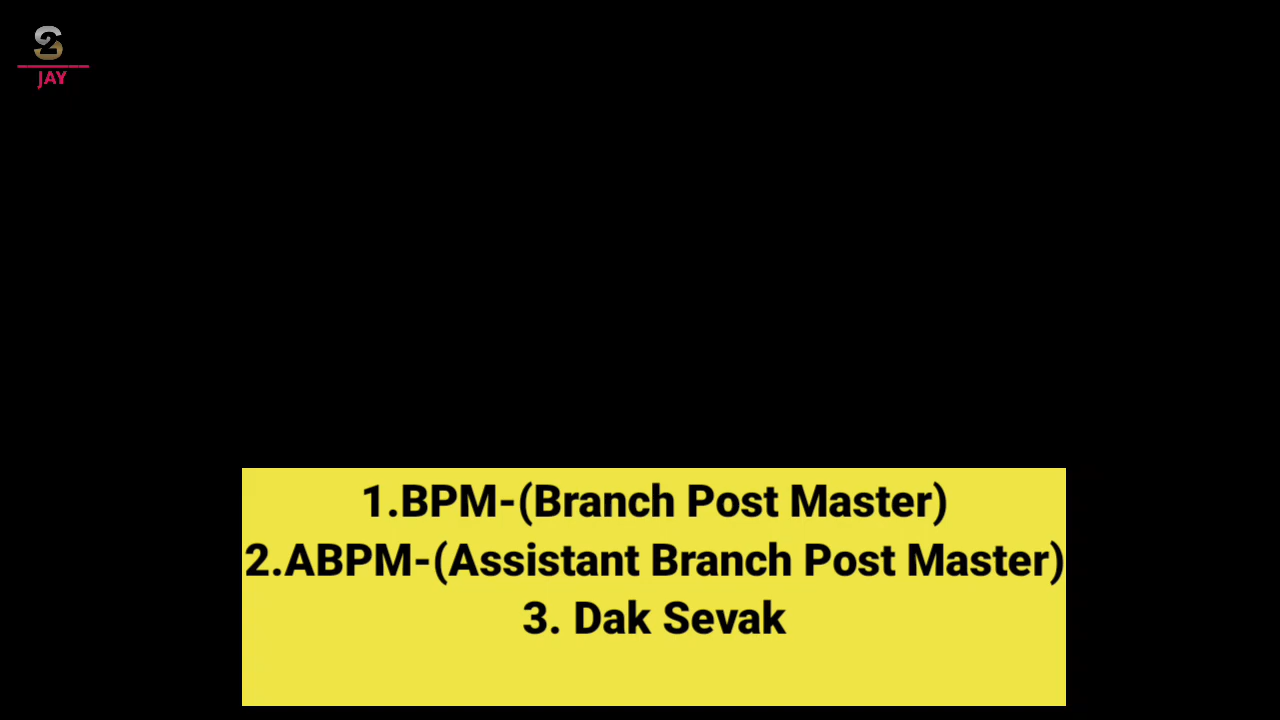 JAY
1.BPM-(Branch Post Master)
2.ABPM-(Assistant Branch Post Master)
3. Dak Sevak